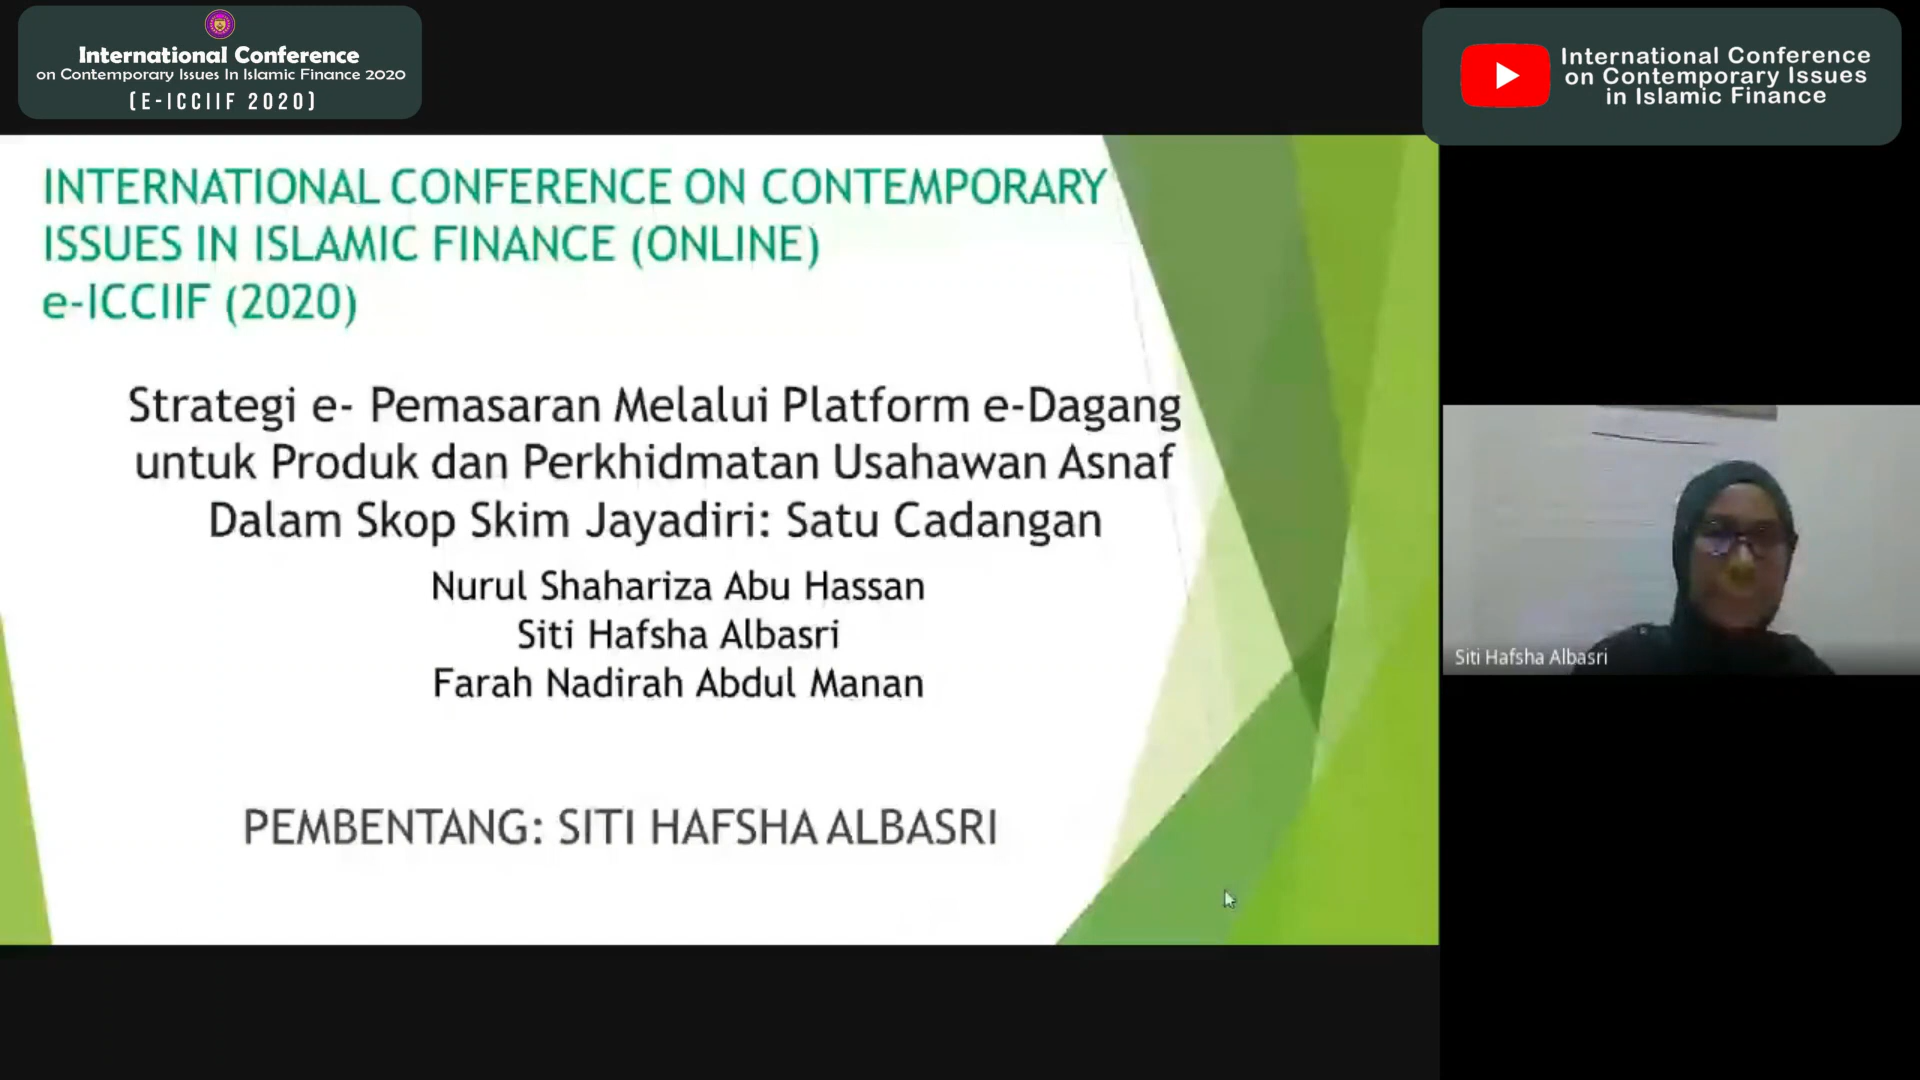 International Conference
on Contemporary Issues In Islamic Finance 2020
(E-ICCIIF 2020)
International Conference
on Contemporary Issues
in Islamic Finance
INTERNATIONAL CONFERENCE ON CONTEMPORARY
ISSUES IN ISLAMIC FINANCE (ONLINE)
e-ICCIIF (2020)
Strategi e- Pemasaran Melalui Platform e-Dagang
untuk Produk dan Perkhidmatan Usahawan Asnaf
Dalam Skop Skim Jayadiri: Satu Cadangan
Nurul Shahariza Abu Hassan
Siti Hafsha Albasri
Farah Nadirah Abdul Manan
PEMBENTANG: SITI HAFSHA ALBASRI
Siti Hafsha Albasri